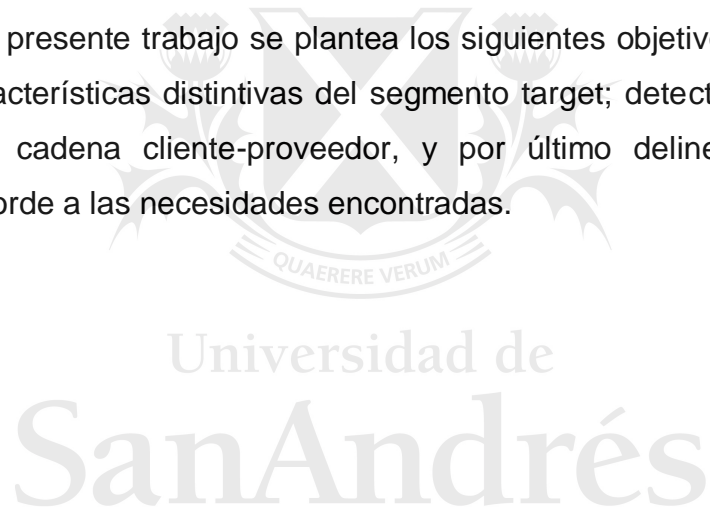 presente trabajo se plantea los siguientes objetiv
acterísticas distintivas del segmento target; detect
cadena cliente-proveedor, y por último deline
orde a las necesidades encontradas.
QUAERERE VERUM
Universidad de
SanAndrés